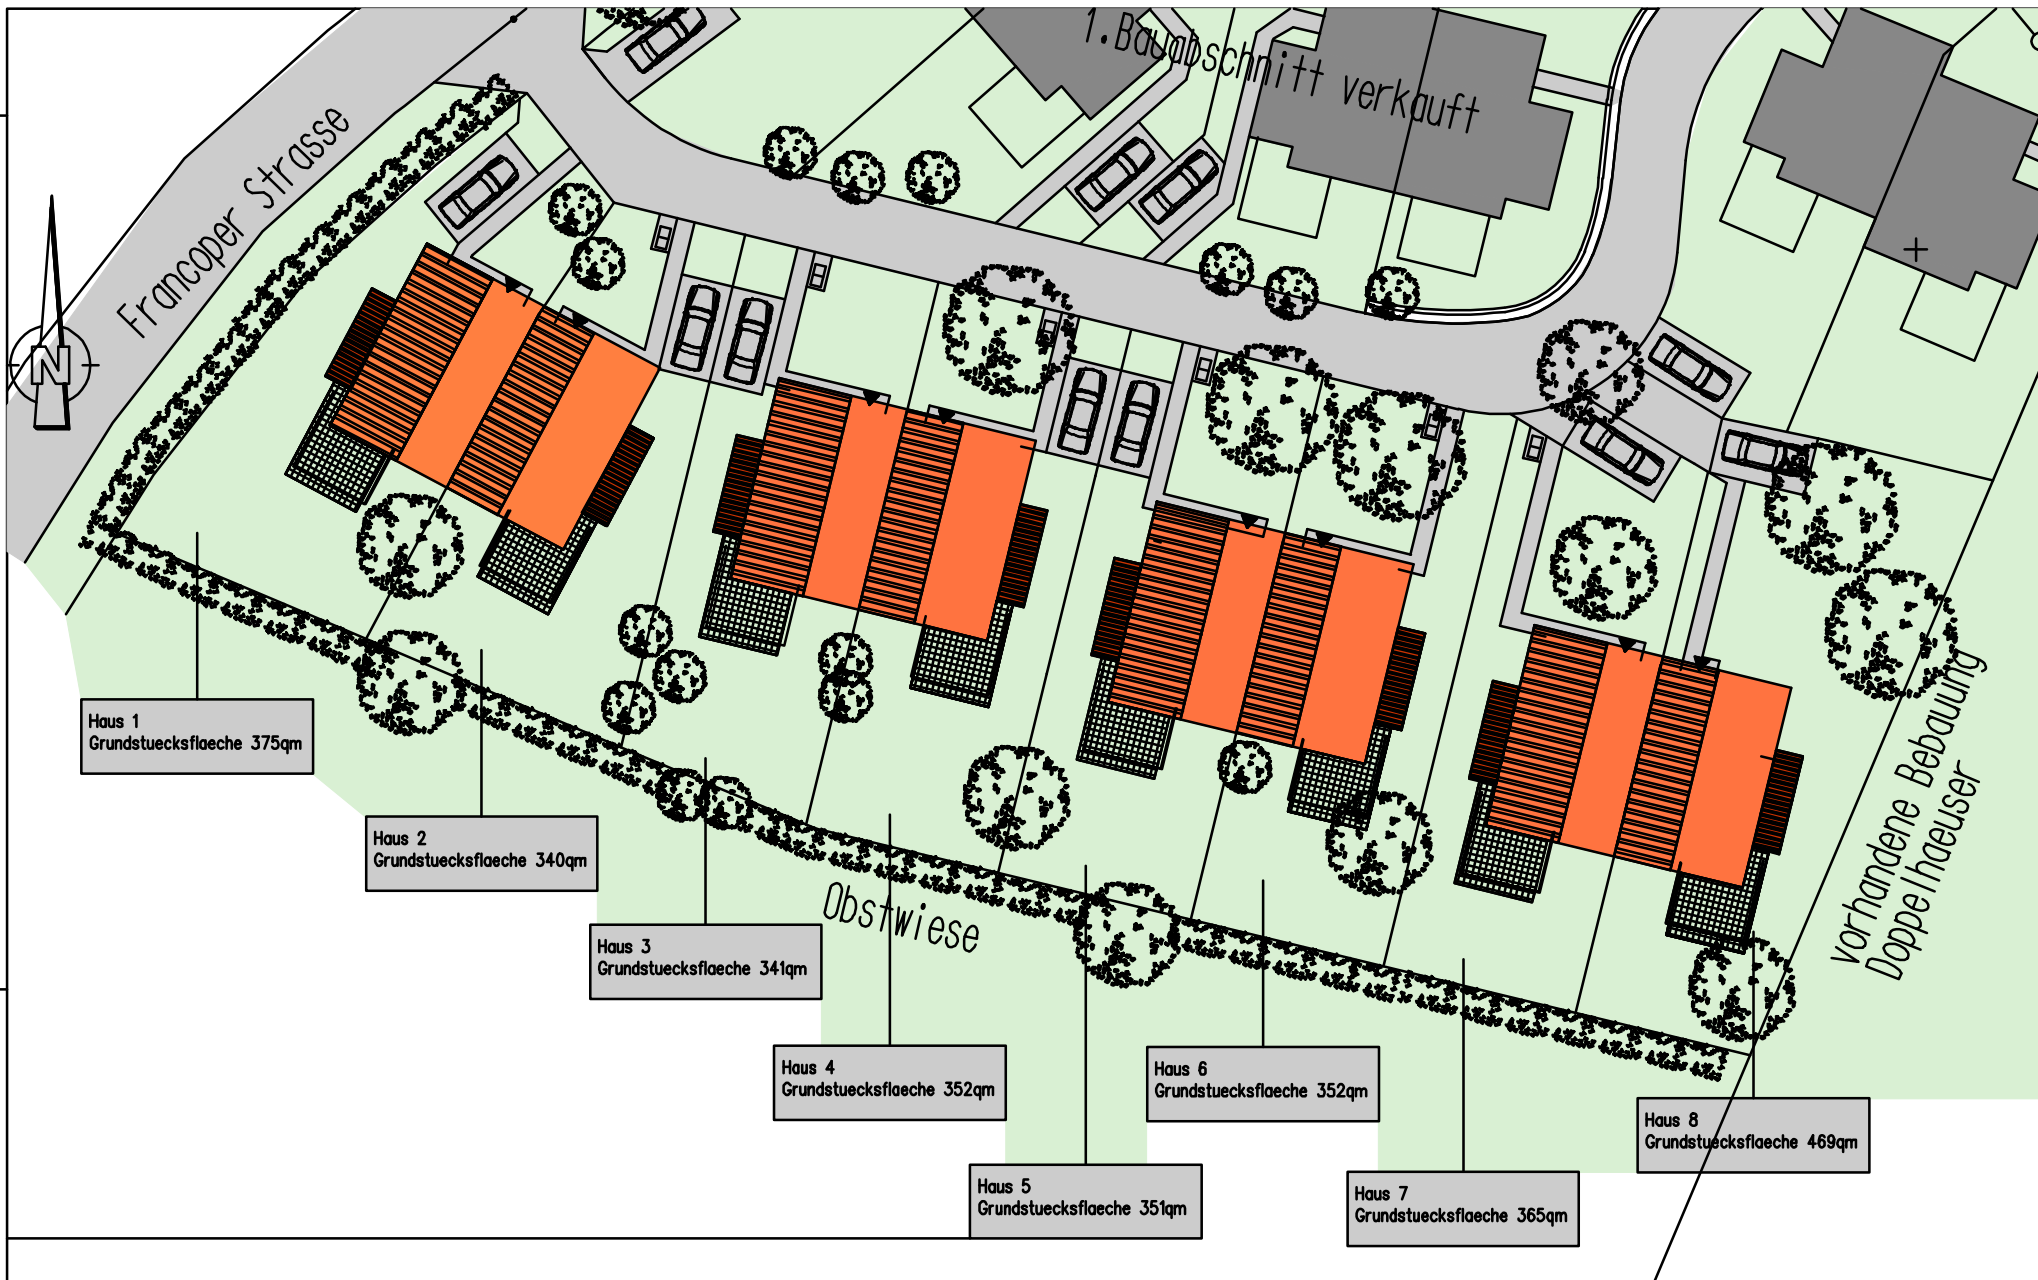 1. Bauabschnitt verkauft
Francoper Strasse
N
Haus 1
Grundstuecksflaeche 375qm
Haus 2
Grundstuecksflaeche 340qm
Haus 3
Grundstuecksflaeche 341qm
Obstwiese
Haus 4
Grundstuecksflaeche 352qm
Haus 5
Grundstuecksflaeche 351qm
Haus 6
Grundstuecksflaeche 352qm
Haus 7
Grundstuecksflaeche 365qm
Haus 8
Grundstuecksflaeche 469qm
vorhandene Bebauung
Doppelhaeuser